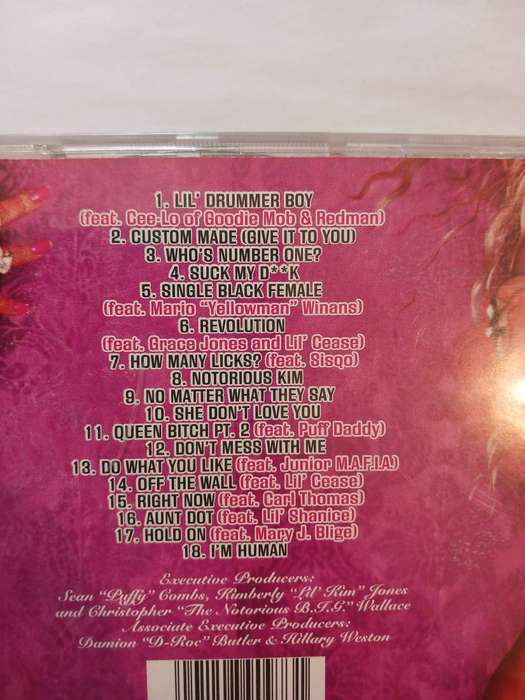 1. LIL' DRUMMER BOY
(feat. Cee-Lo of Goodie Mob & Redman)
2. CUSTOM MADE (GIVE IT TO YOU)
3. WHO'S NUMBER ONE?
4. SUCK MY D**K
5. SINGLE BLACK FEMALE
(feat. Mario "Yellowman" Winans)
6. REVOLUTION
(feat. Grace Jones and Lil' Cease)
7. HOW MANY LICKS? (feat. Sisqo)
8. NOTORIOUS KIM
9. NO MATTER WHAT THEY SAY
10. SHE DON'T LOVE YOU
11. QUEEN BITCH PT. 2 (feat. Puff Daddy)
12. DON'T MESS WITH ME
13. DO WHAT YOU LIKE (feat. Junior M.A.F.I.A.)
14. OFF THE WALL (feat. Lil' Cease)
15. RIGHT NOW (feat. Carl Thomas)
16. AUNT DOT (feat. Lil' Shanice)
17. HOLD ON (feat. Mary J. Blige)
18. I'M HUMAN
Executive Producers:
Sean "Puffy" Combs, Kimberly "Lil' Kim" Jones
and Christopher "The Notorious B.I.G." Wallace
Associate Executive Producers:
Damion "D-Roc" Butler & Hillary Weston